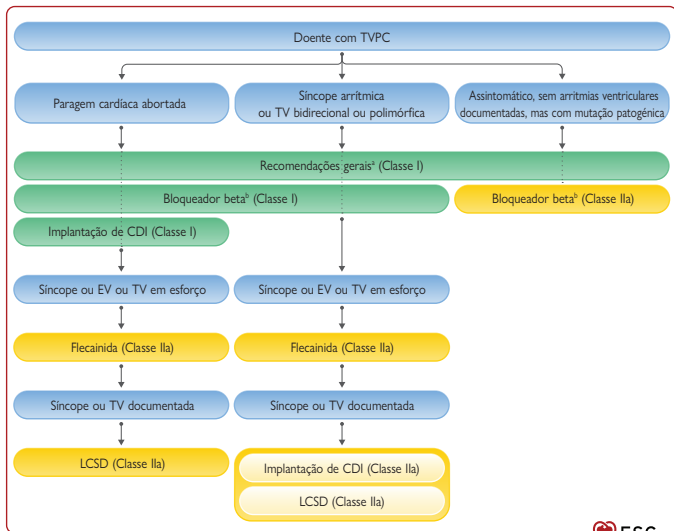 Doente com TVPC
Paragem cardíaca abortada
Síncope arrítmica
ou TV bidirecional ou polimórfica
Assintomático, sem arritmias ventriculares
documentadas, mas com mutação patogénica
Recomendações geraisᵃ (Classe I)
Bloqueador betaᵇ (Classe I)
Bloqueador betaᵇ (Classe IIa)
Implantação de CDI (Classe I)
Síncope ou EV ou TV em esforço
Síncope ou EV ou TV em esforço
Flecainida (Classe IIa)
Flecainida (Classe IIa)
Síncope ou TV documentada
Síncope ou TV documentada
LCSD (Classe IIa)
Implantação de CDI (Classe IIa)
LCSD (Classe IIa)